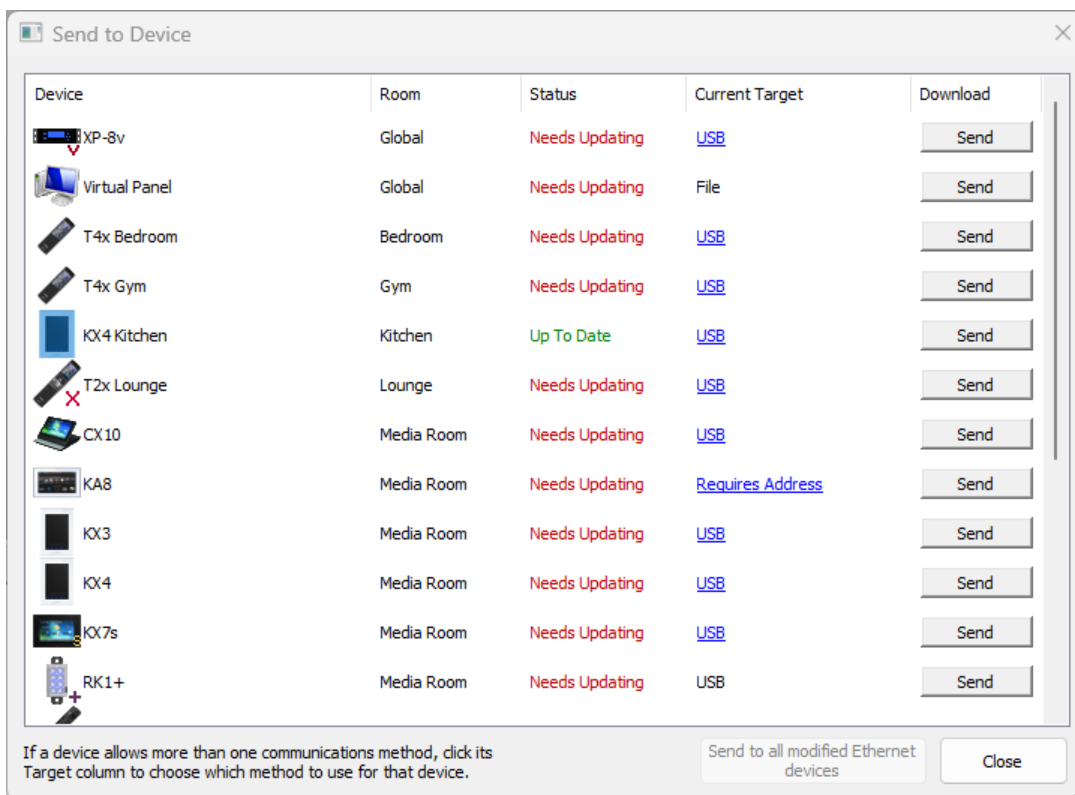 Send to Device
Device Room Status Current Target Download
XP-8v Global Needs Updating USB Send
Virtual Panel Global Needs Updating File Send
T4x Bedroom Bedroom Needs Updating USB Send
T4x Gym Gym Needs Updating USB Send
KX4 Kitchen Kitchen Up To Date USB Send
T2x Lounge Lounge Needs Updating USB Send
CX10 Media Room Needs Updating USB Send
KA8 Media Room Needs Updating Requires Address Send
KX3 Media Room Needs Updating USB Send
KX4 Media Room Needs Updating USB Send
KX7s Media Room Needs Updating USB Send
RK1+ Media Room Needs Updating USB Send
If a device allows more than one communications method, click its
Target column to choose which method to use for that device.
Send to all modified Ethernet
devices
Close